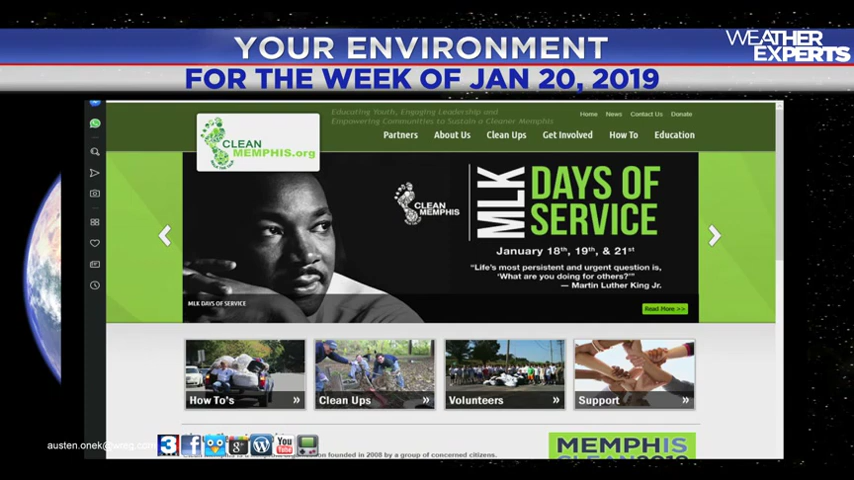 YOUR ENVIRONMENT
WEATHER
EXPERTS
FOR THE WEEK OF JAN 20, 2019
Educating Youth, Engaging Leadership and
Empowering Communities to Sustain a Cleaner Memphis
Home News Contact Us Donate
CLEAN
MEMPHIS.org
Partners About Us Clean Ups Get Involved How To Education
CLEAN
MEMPHIS
MLK
DAYS OF
SERVICE
January 18th, 19th, & 21st
"Life's most persistent and urgent question is,
'What are you doing for others?'"
— Martin Luther King Jr.
MLK DAYS OF SERVICE
Read More >>
How To's »
Clean Ups »
Volunteers »
Support »
austen.onek@wreg.com
3
You
Tube
MEMPHIS
founded in 2008 by a group of concerned citizens.